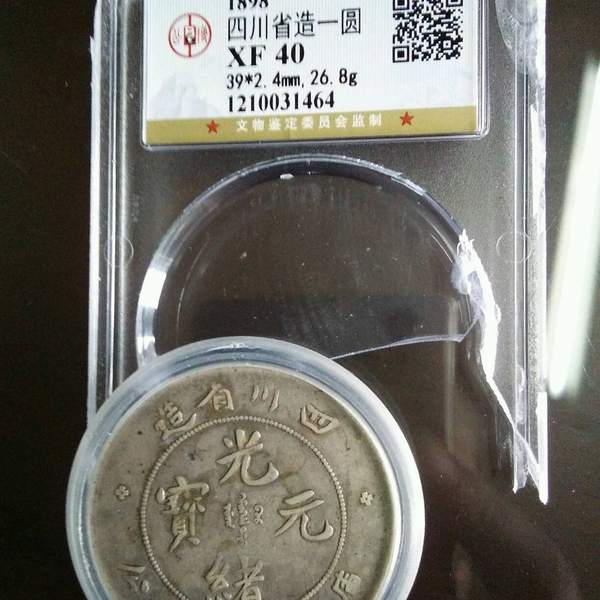 1898
四川省造一圆
XF 40
39*2.4mm, 26.8g
1210031464
★ 文物鉴定委员会监制 ★
四川省造
光
元
寶
緒